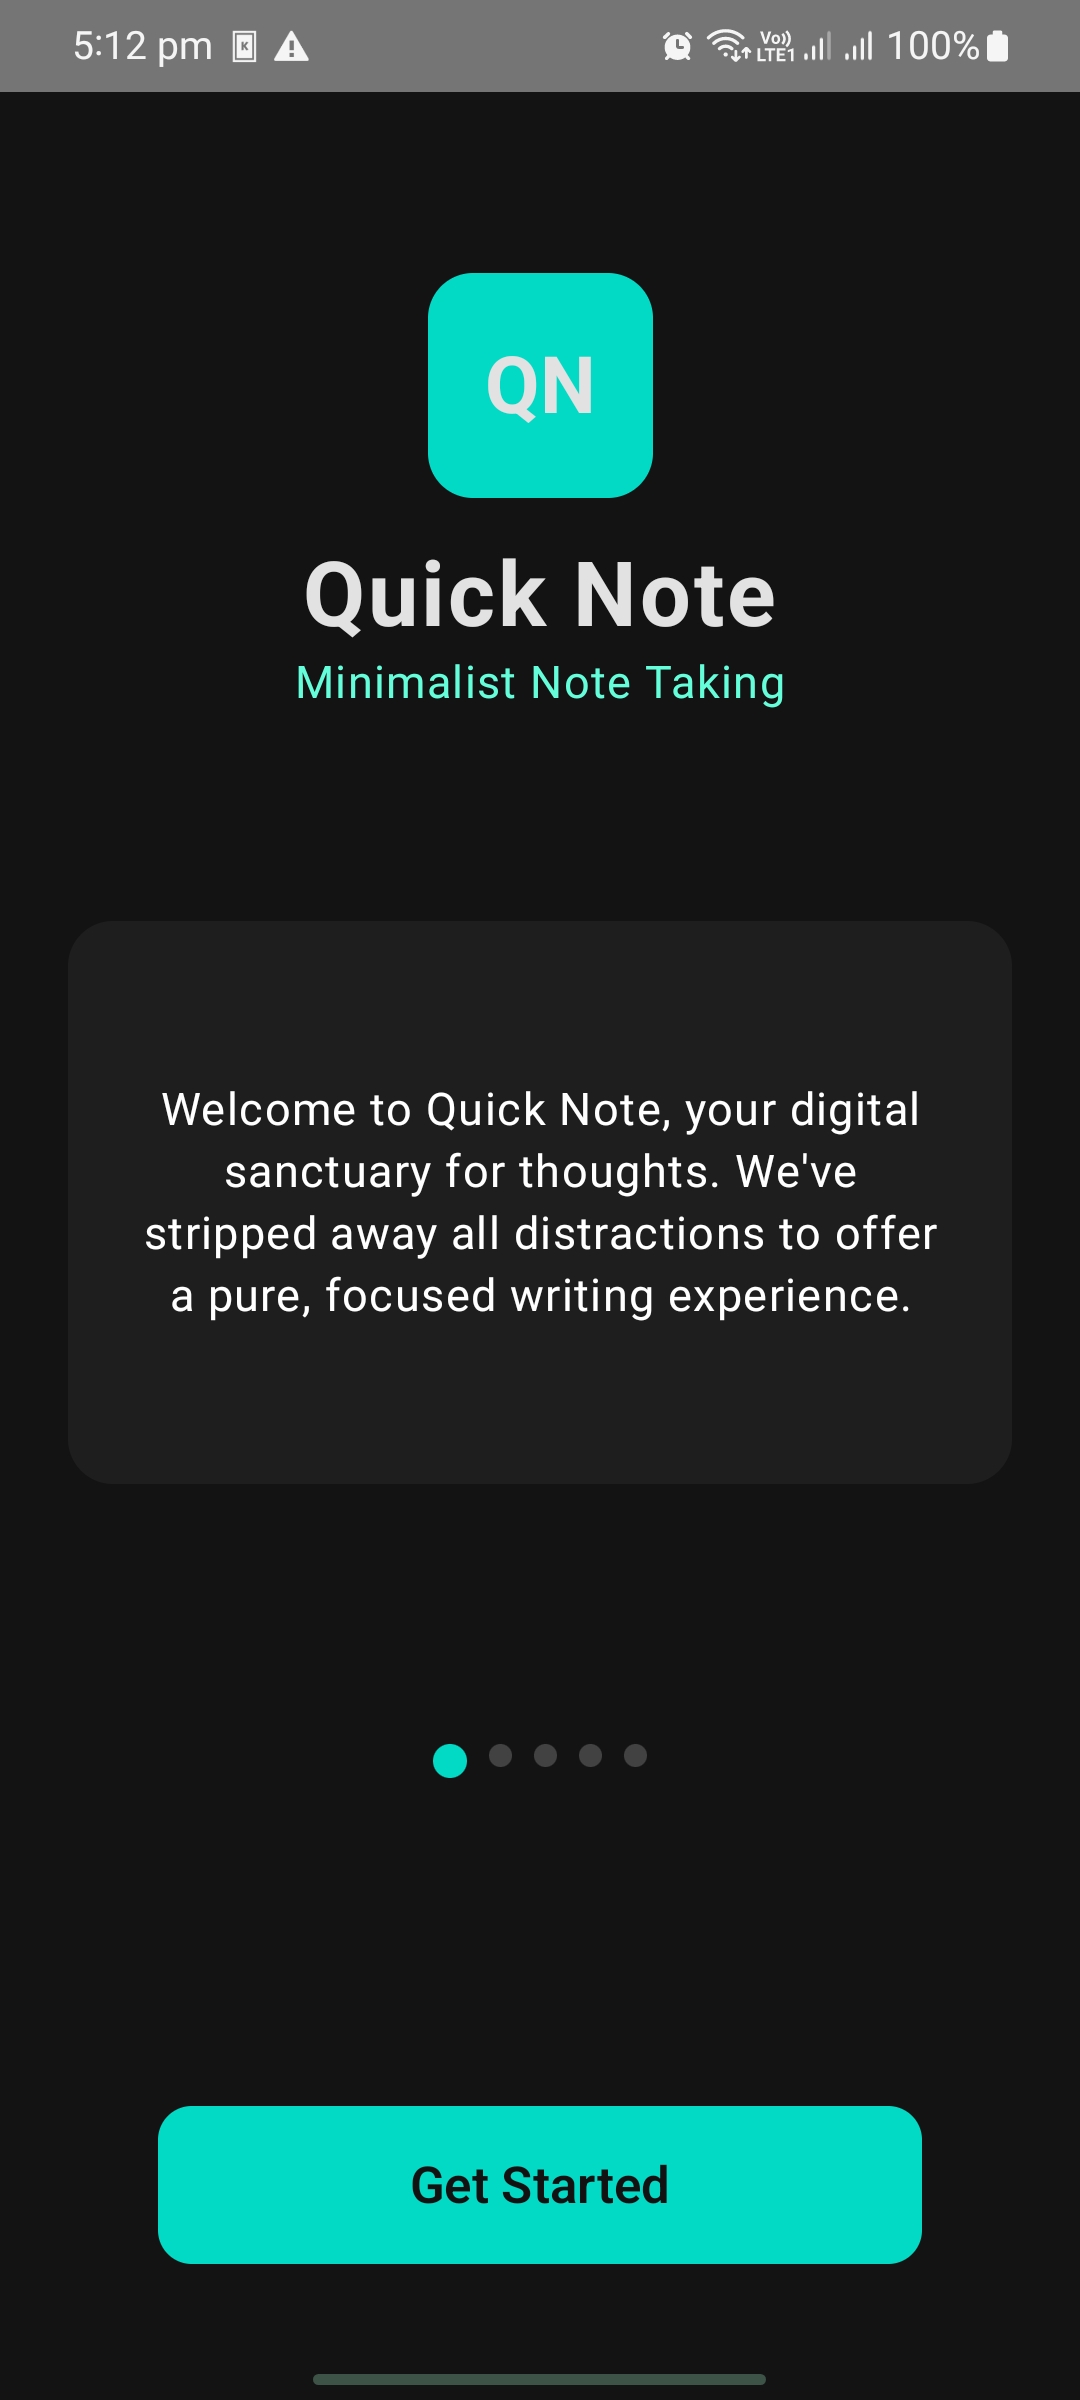 5:12 pm
Vo)) LTE1 100%
QN
Quick Note
Minimalist Note Taking
Welcome to Quick Note, your digital
sanctuary for thoughts. We've
stripped away all distractions to offer
a pure, focused writing experience.
Get Started